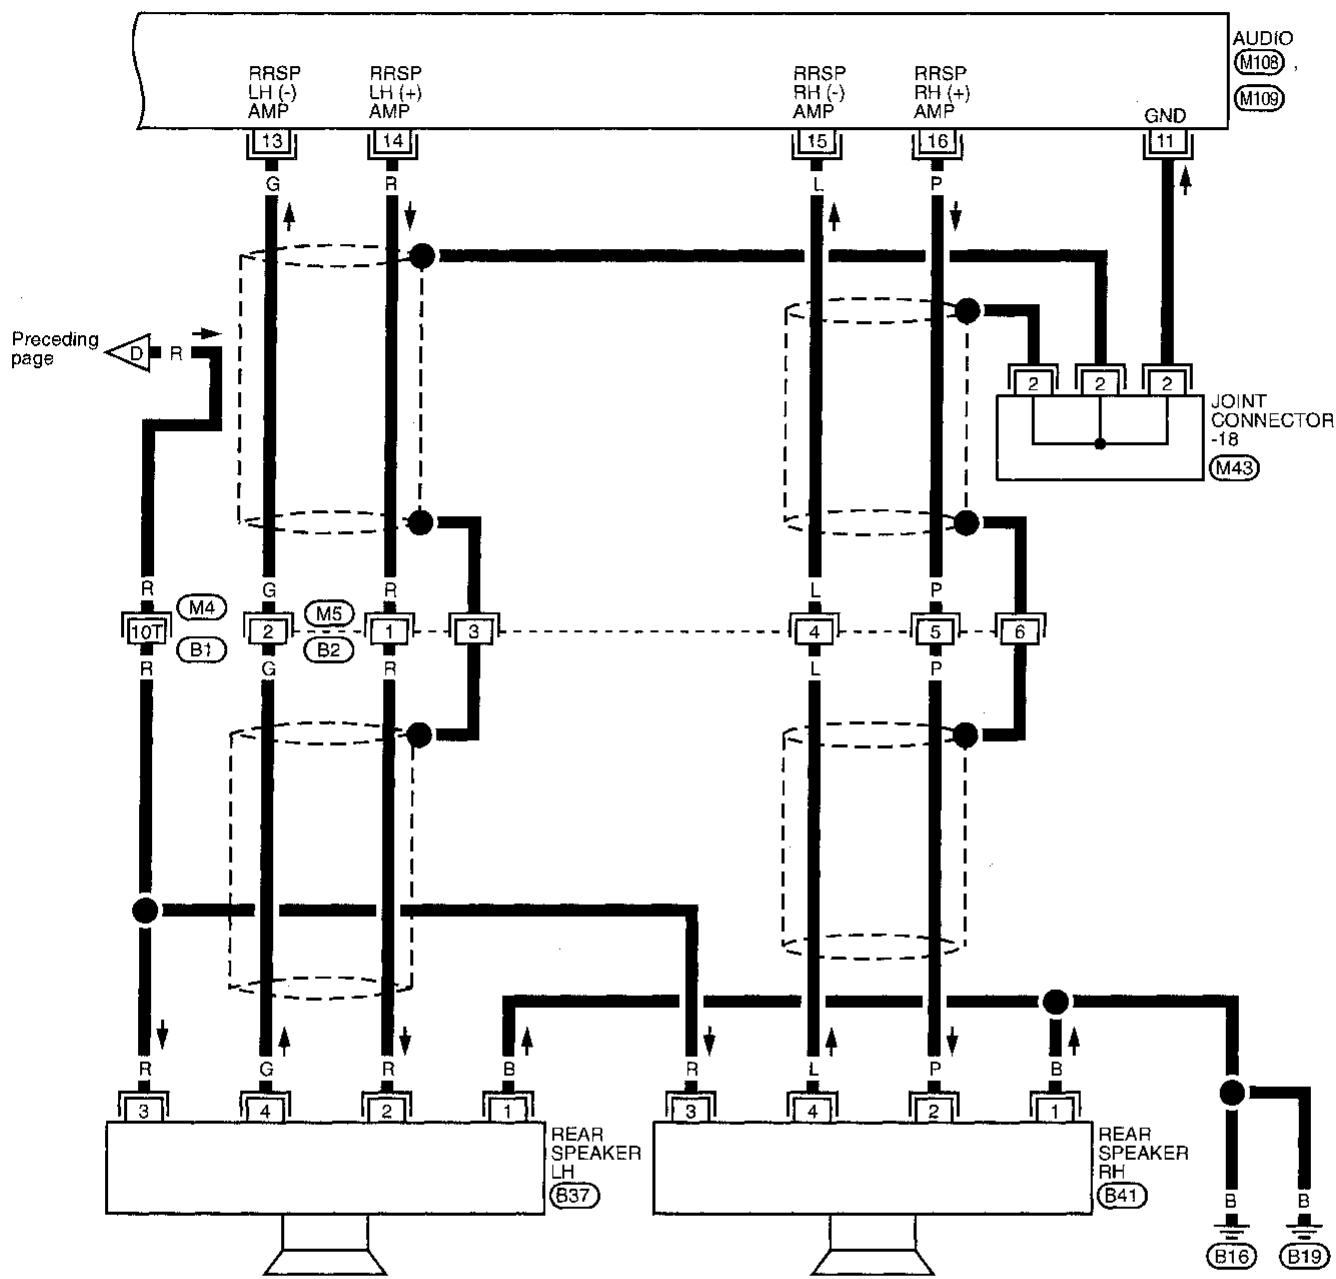 AUDIO
M108 ,
M109
RRSP RRSP RRSP RRSP
LH (-) LH (+) RH (-) RH (+)
AMP AMP AMP AMP GND
13 14 15 16 11
G R L P
Preceding
page
D R
2 2 2
JOINT
CONNECTOR
-18
M43
R G R L P
M4 M5
10T 2 1 3 4 5 6
B1 B2
R G R L P
R G R B R L P B
3 4 2 1 3 4 2 1
REAR
SPEAKER
LH
B37
REAR
SPEAKER
RH
B41
B B
B16 B19